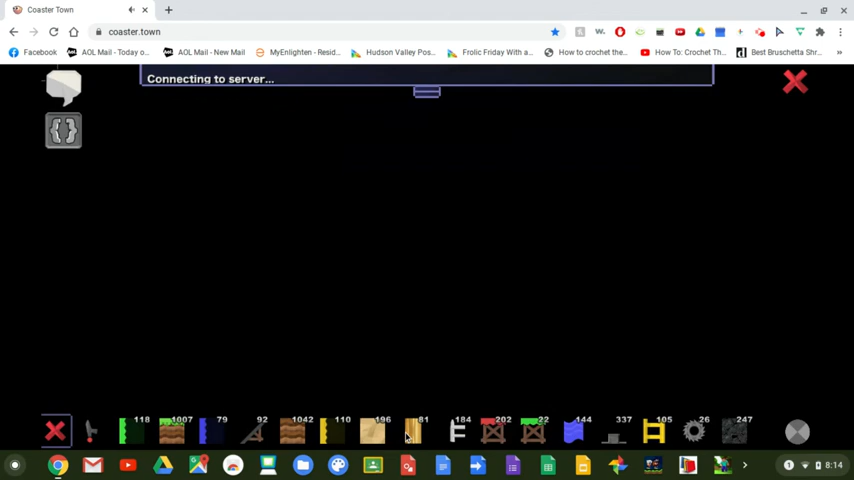 Coaster Town
coaster.town
Facebook
AOL Mail - Today o...
AOL Mail - New Mail
MyEnlighten - Resid...
Hudson Valley Pos...
Frolic Friday With a...
How to crochet the...
How To: Crochet Th...
Best Bruschetta Shr...
Connecting to server...
118 1007 79 92 1042 110 196 81 184 202 22 144 337 105 26 247
1 8:14